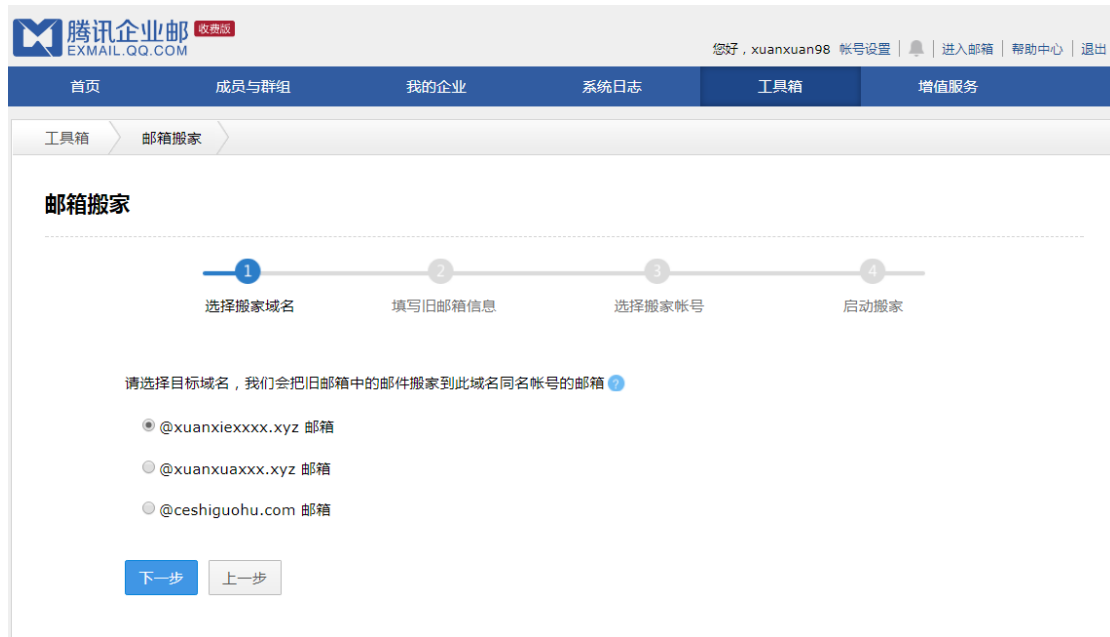 腾讯企业邮 收费版
EXMAIL.QQ.COM
您好，xuanxuan98 帐号设置 进入邮箱 帮助中心 退出
首页 成员与群组 我的企业 系统日志 工具箱 增值服务
工具箱 邮箱搬家
邮箱搬家
1 2 3 4
选择搬家域名 填写旧邮箱信息 选择搬家帐号 启动搬家
请选择目标域名，我们会把旧邮箱中的邮件搬家到此域名同名帐号的邮箱 ?
@xuanxiexxxx.xyz 邮箱
@xuanxuaxxx.xyz 邮箱
@ceshiguohu.com 邮箱
下一步 上一步